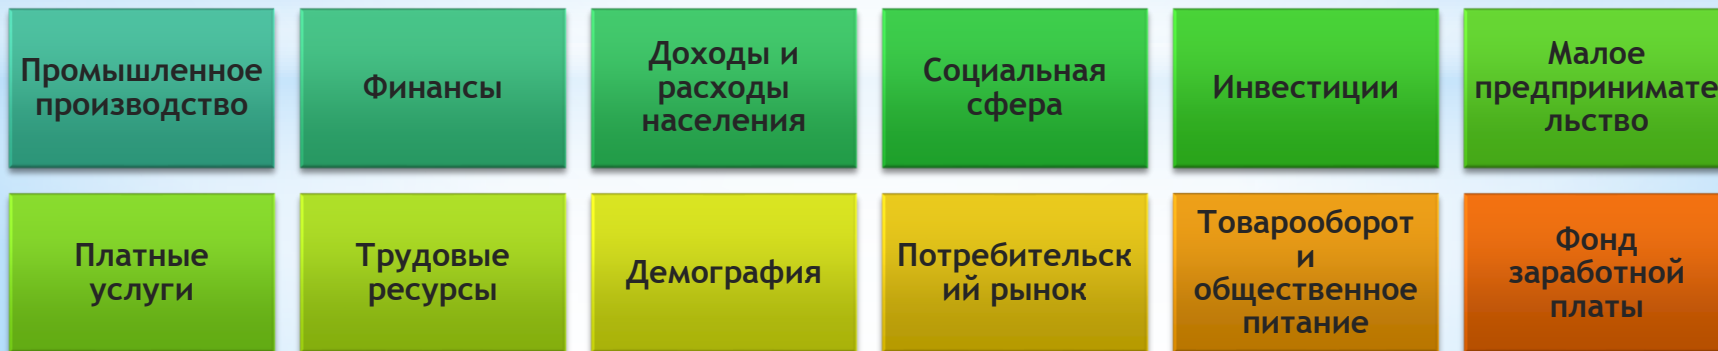 Промышленное
производство
Финансы
Доходы и
расходы
населения
Социальная
сфера
Инвестиции
Малое
предпринимате
льство
Платные
услуги
Трудовые
ресурсы
Демография
Потребительск
ий рынок
Товарооборот
и
общественное
питание
Фонд
заработной
платы